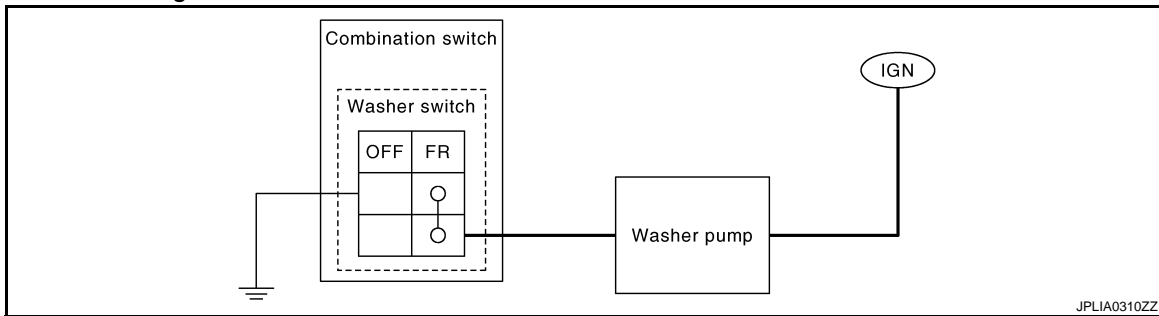 Combination switch
IGN
Washer switch
OFF FR
Washer pump
JPLIA0310ZZ